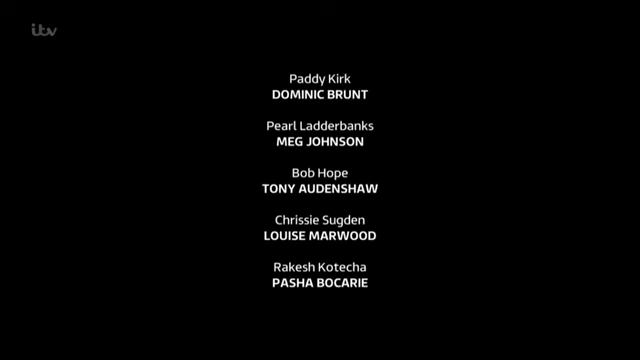 itv
Paddy Kirk
DOMINIC BRUNT
Pearl Ladderbanks
MEG JOHNSON
Bob Hope
TONY AUDENSHAW
Chrissie Sugden
LOUISE MARWOOD
Rakesh Kotecha
PASHA BOCARIE